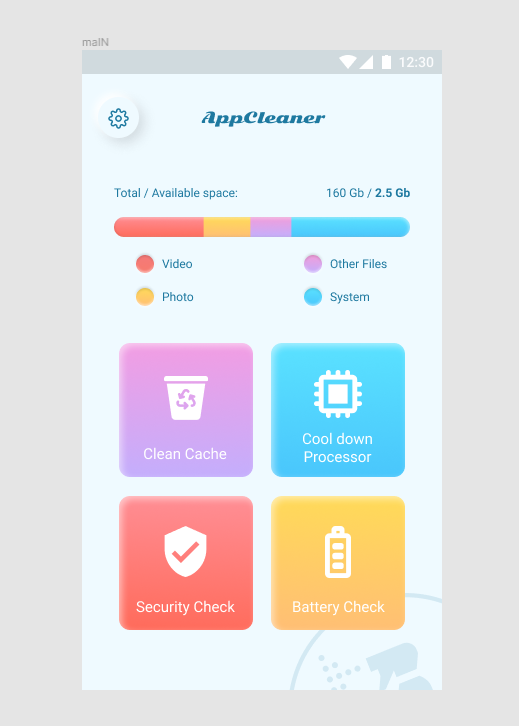 maIN
12:30
AppCleaner
Total / Available space: 160 Gb / 2.5 Gb
Video
Other Files
Photo
System
Clean Cache
Cool down
Processor
Security Check
Battery Check